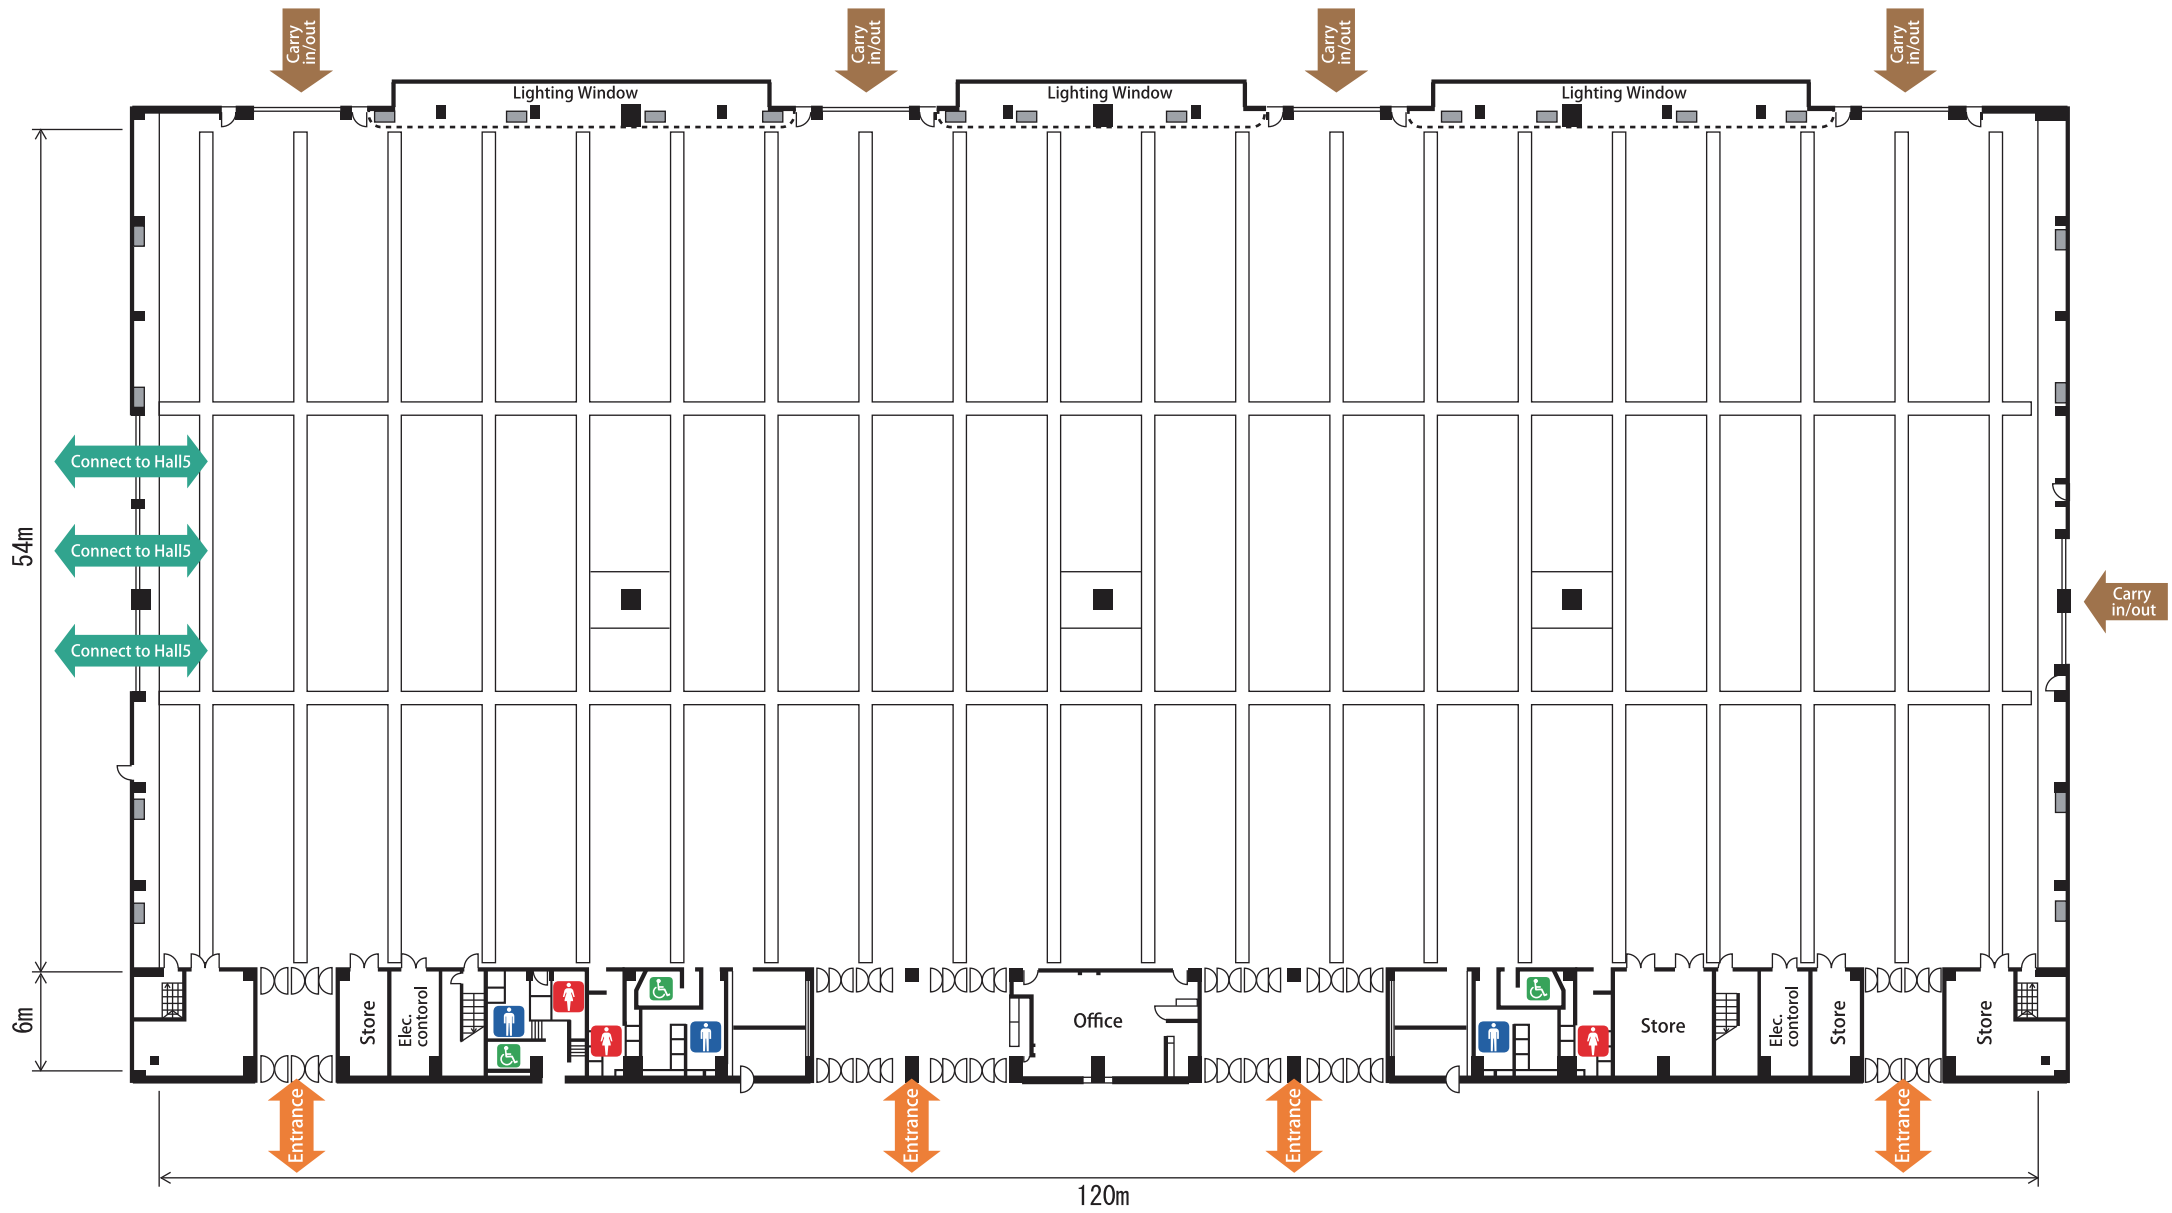 Carry
in/out
Carry
in/out
Carry
in/out
Carry
in/out
Lighting Window
Lighting Window
Lighting Window
Connect to Hall5
54m
Connect to Hall5
Carry
in/out
Connect to Hall5
6m
Store
Elec.
contorol
Office
Store
Elec.
contorol
Store
Store
Entrance
Entrance
Entrance
Entrance
120m